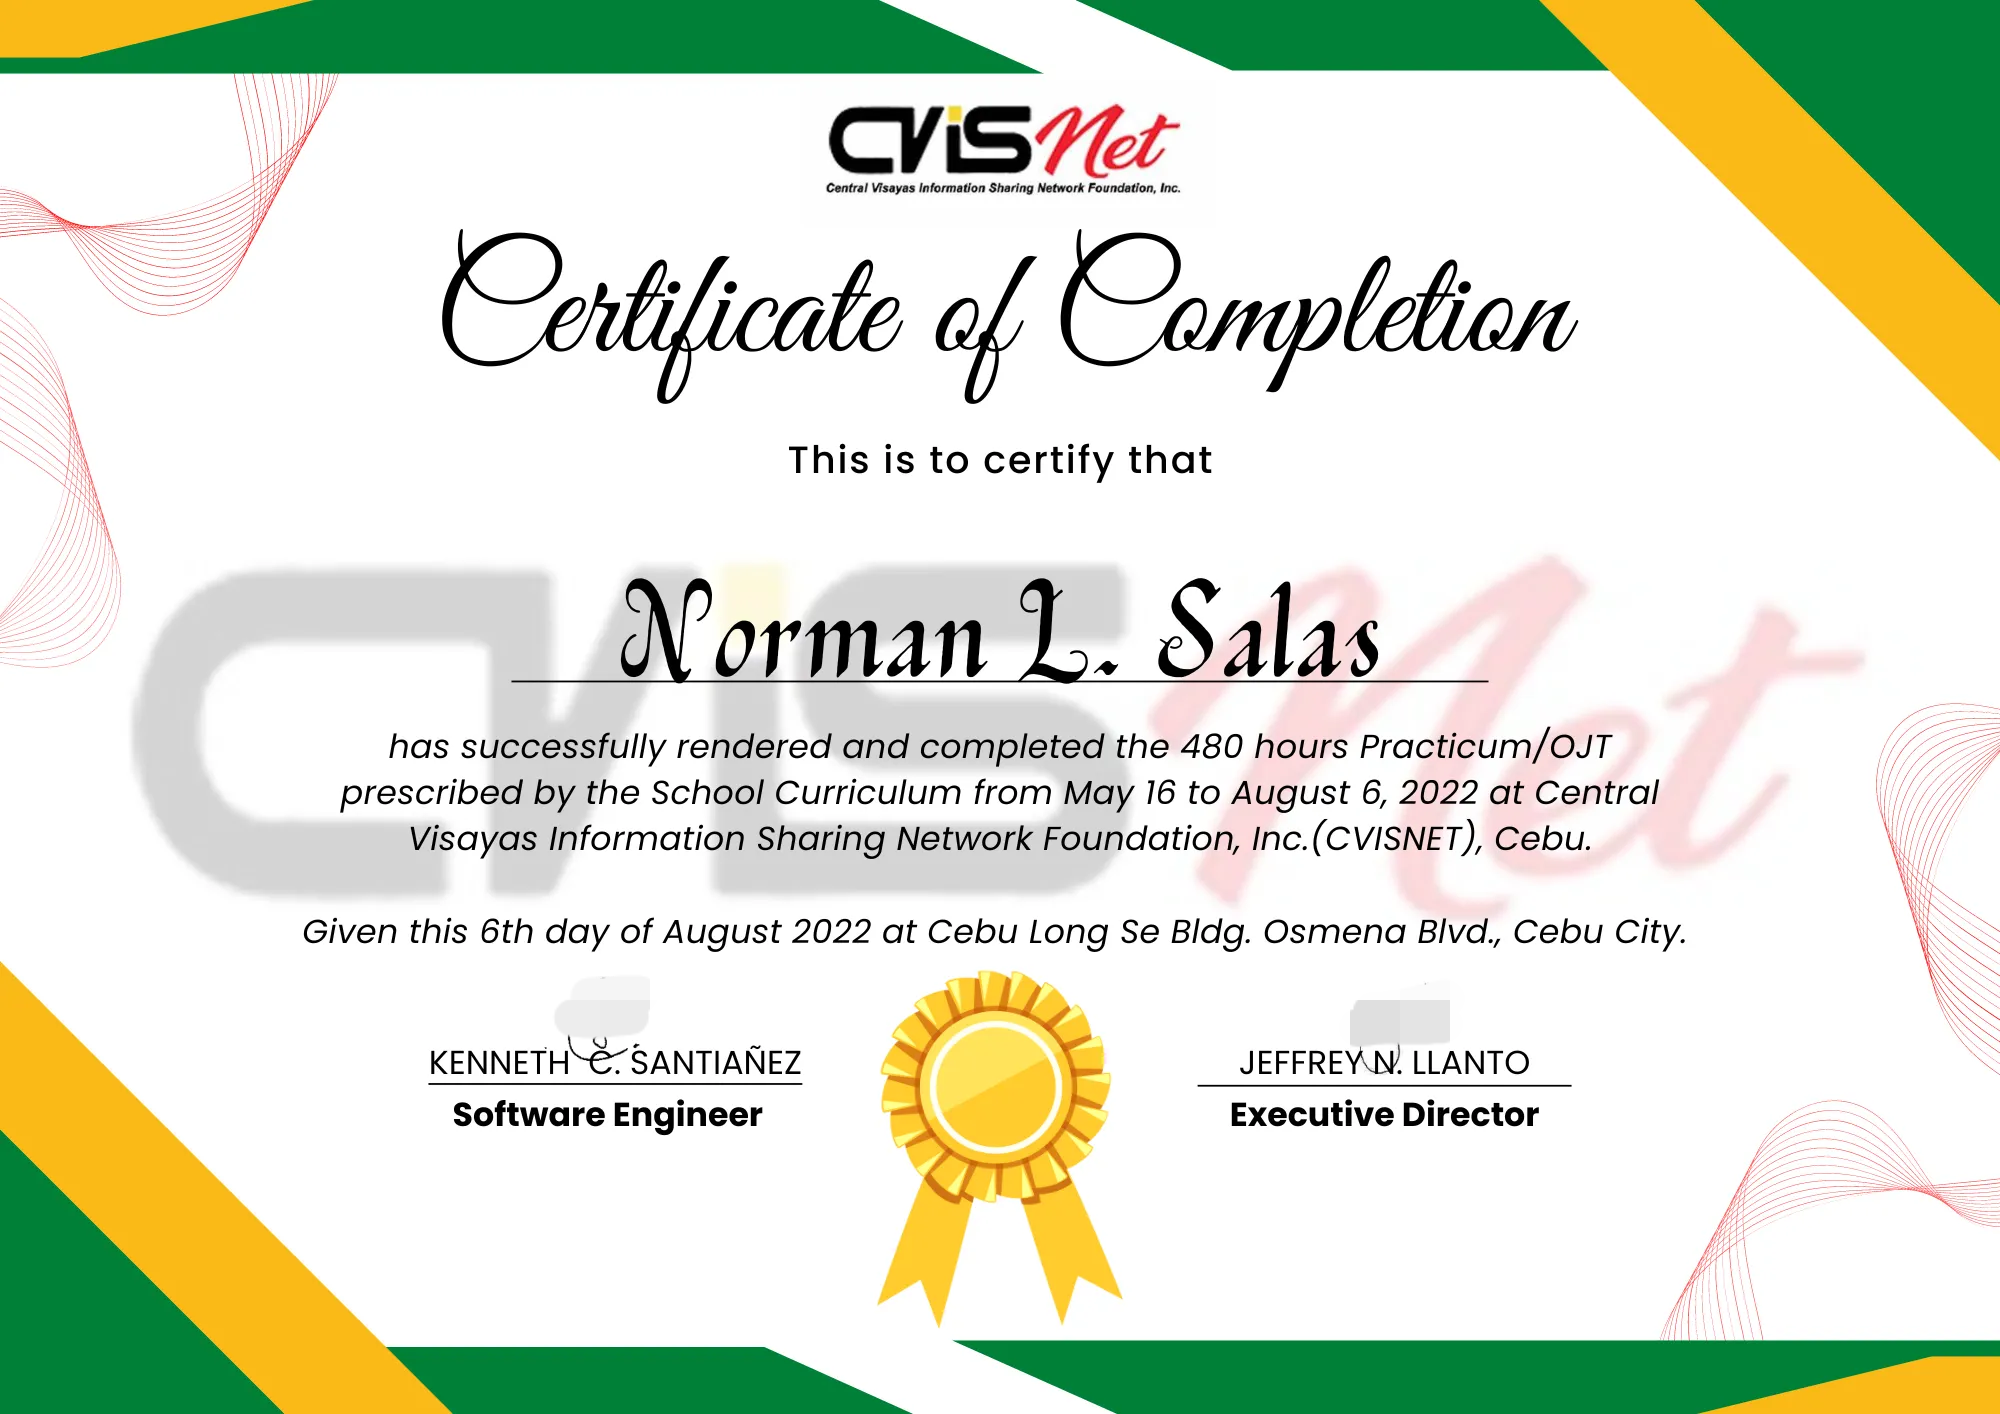 CViSNet
Central Visayas Information Sharing Network Foundation, Inc.
Certificate of Completion
This is to certify that
CViSNet
Norman L. Salas
has successfully rendered and completed the 480 hours Practicum/OJT
prescribed by the School Curriculum from May 16 to August 6, 2022 at Central
Visayas Information Sharing Network Foundation, Inc.(CVISNET), Cebu.
Given this 6th day of August 2022 at Cebu Long Se Bldg. Osmena Blvd., Cebu City.
KENNETH C. SANTIAÑEZ
Software Engineer
JEFFREY N. LLANTO
Executive Director